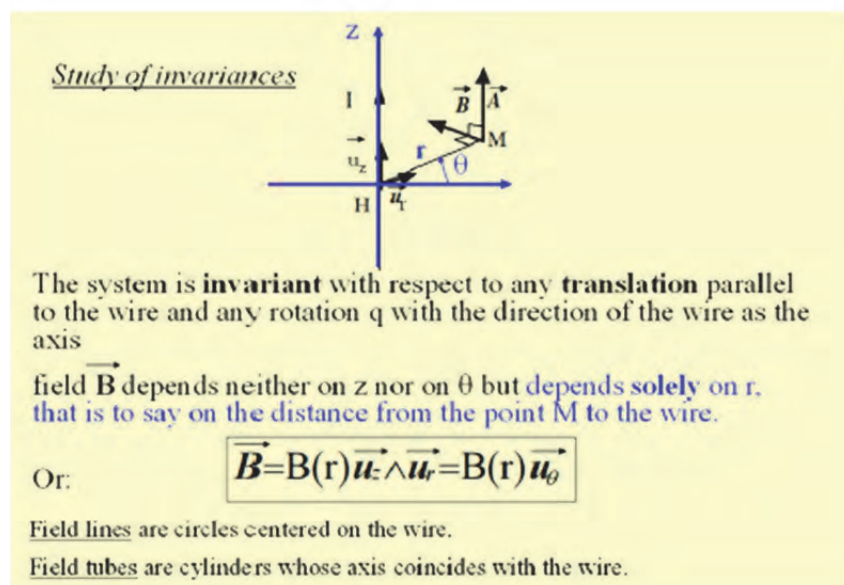 Z
Study of invariances
I
B A
M
r
u_z
θ
H u_r
The system is invariant with respect to any translation parallel
to the wire and any rotation q with the direction of the wire as the
axis
field B depends neither on z nor on θ but depends solely on r,
that is to say on the distance from the point M to the wire.
Or: B=B(r)u_z∧u_r=B(r)u_θ
Field lines are circles centered on the wire.
Field tubes are cylinders whose axis coincides with the wire.